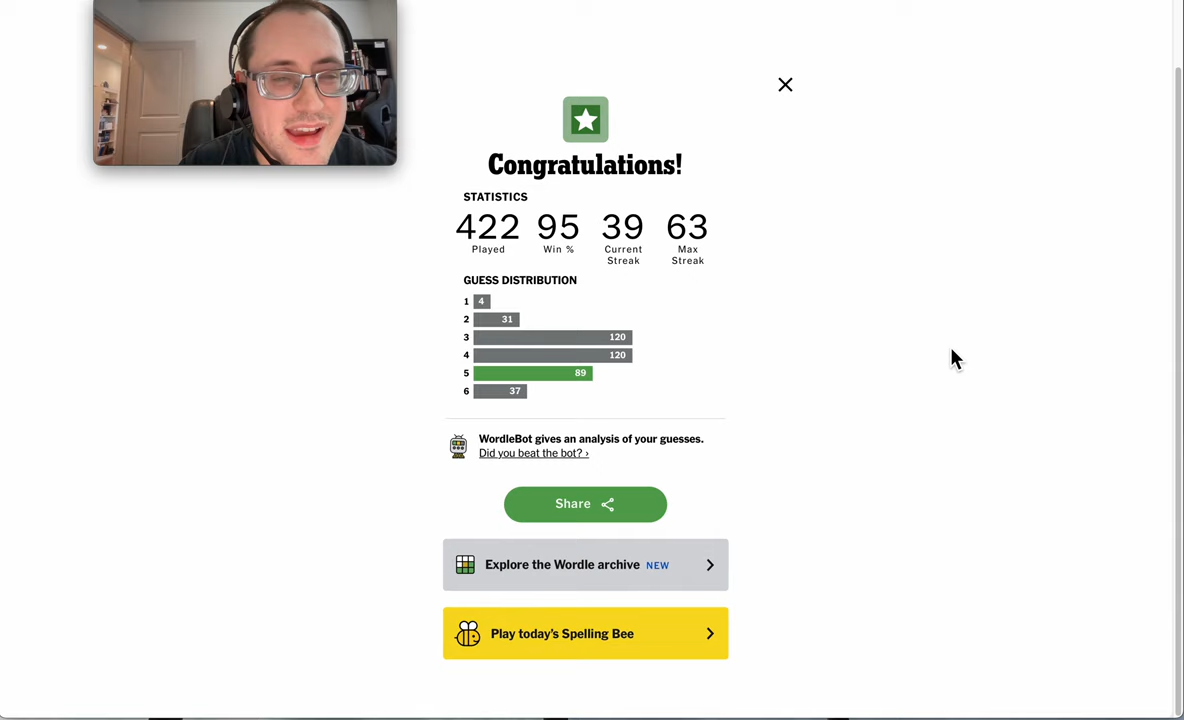 Congratulations!
STATISTICS
422 95 39 63
Played Win % Current Streak Max Streak
GUESS DISTRIBUTION
1 4
2 31
3 120
4 120
5 89
6 37
WordleBot gives an analysis of your guesses.
Did you beat the bot? ›
Share
Explore the Wordle archive NEW
Play today's Spelling Bee